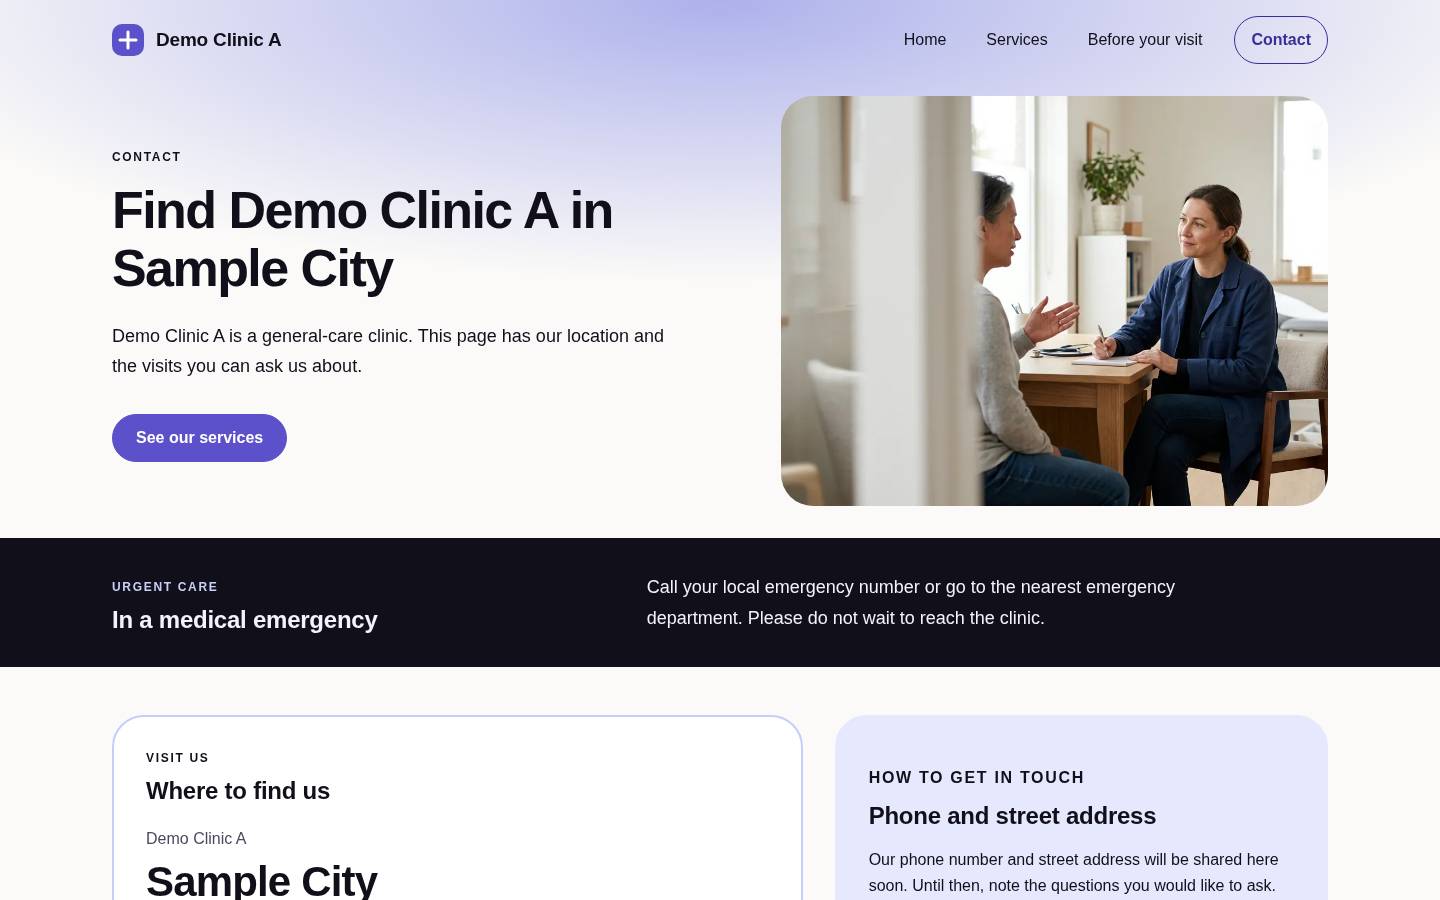 Demo Clinic A
Home
Services
Before your visit
Contact
CONTACT
Find Demo Clinic A in
Sample City
Demo Clinic A is a general-care clinic. This page has our location and
the visits you can ask us about.
See our services
URGENT CARE
In a medical emergency
Call your local emergency number or go to the nearest emergency
department. Please do not wait to reach the clinic.
VISIT US
Where to find us
Demo Clinic A
Sample City
HOW TO GET IN TOUCH
Phone and street address
Our phone number and street address will be shared here
soon. Until then, note the questions you would like to ask.